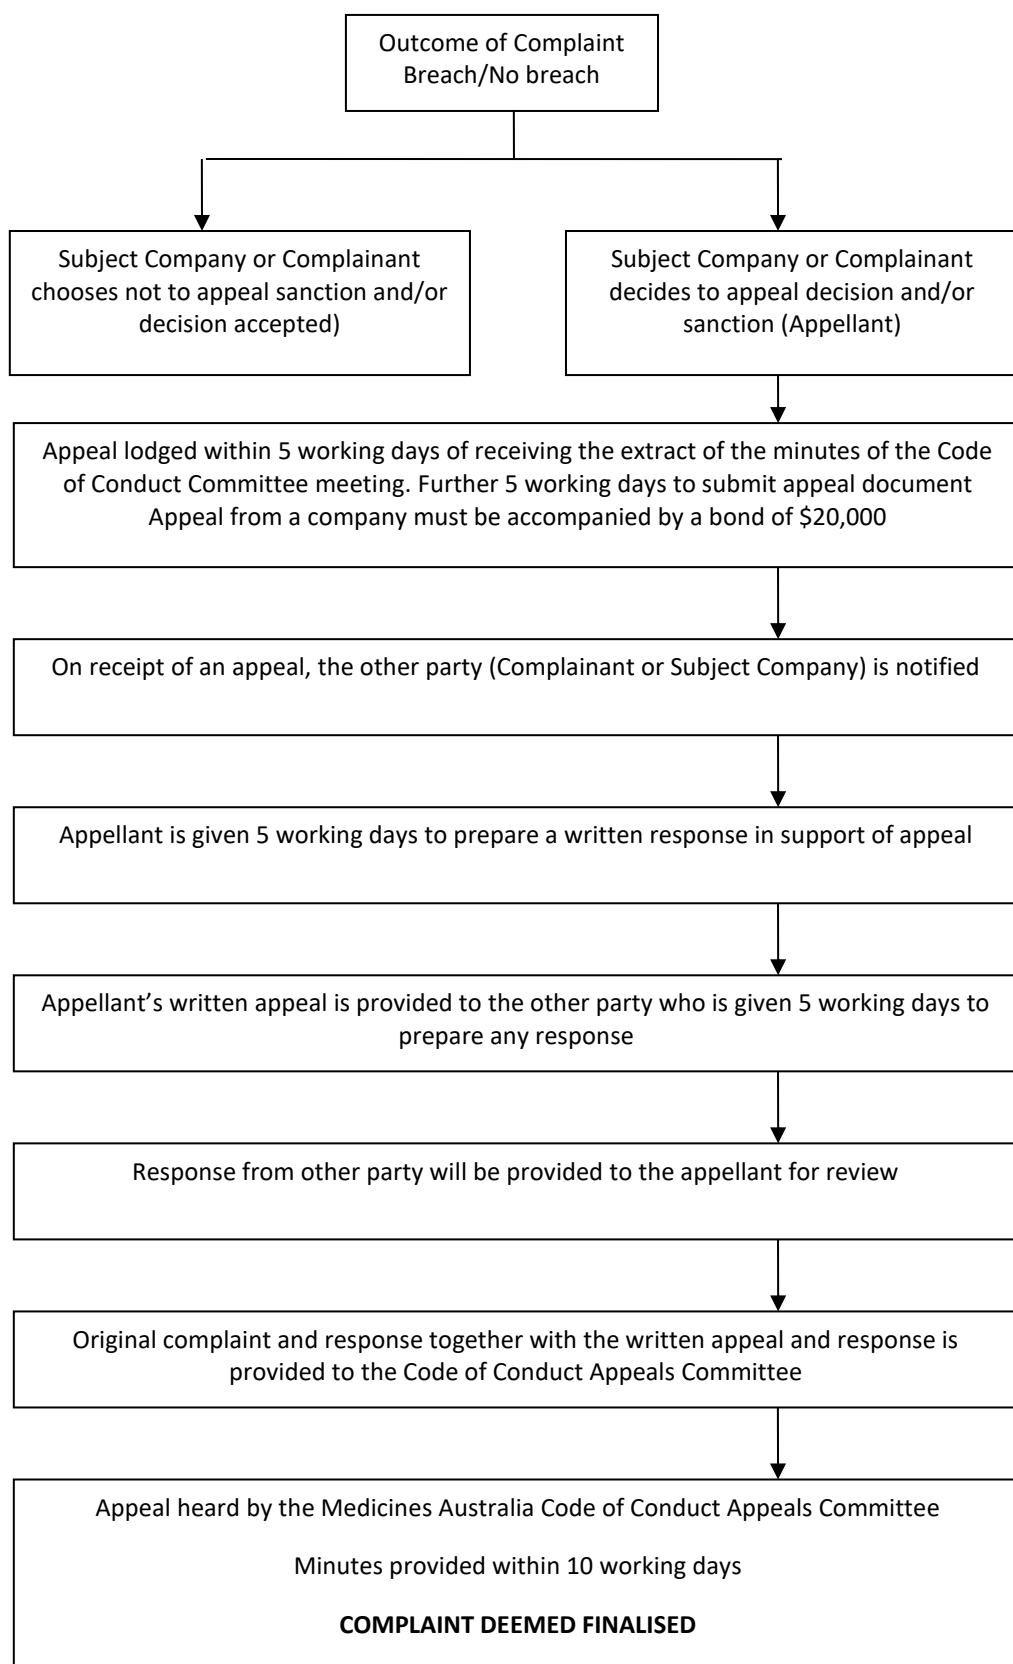 Outcome of Complaint
Breach/No breach
Subject Company or Complainant
chooses not to appeal sanction and/or
decision accepted)
Subject Company or Complainant
decides to appeal decision and/or
sanction (Appellant)
Appeal lodged within 5 working days of receiving the extract of the minutes of the Code
of Conduct Committee meeting. Further 5 working days to submit appeal document
Appeal from a company must be accompanied by a bond of $20,000
On receipt of an appeal, the other party (Complainant or Subject Company) is notified
Appellant is given 5 working days to prepare a written response in support of appeal
Appellant’s written appeal is provided to the other party who is given 5 working days to
prepare any response
Response from other party will be provided to the appellant for review
Original complaint and response together with the written appeal and response is
provided to the Code of Conduct Appeals Committee
Appeal heard by the Medicines Australia Code of Conduct Appeals Committee
Minutes provided within 10 working days
COMPLAINT DEEMED FINALISED